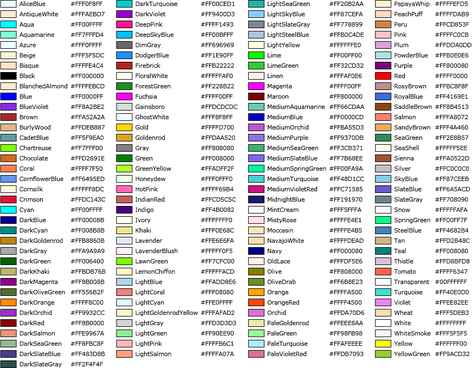 AliceBlue #FFF0F8FF
AntiqueWhite #FFFAEBD7
Aqua #FF00FFFF
Aquamarine #FF7FFFD4
Azure #FFF0FFFF
Beige #FFF5F5DC
Bisque #FFFFE4C4
Black #FF000000
BlanchedAlmond #FFFFEBCD
Blue #FF0000FF
BlueViolet #FF8A2BE2
Brown #FFA52A2A
BurlyWood #FFDEB887
CadetBlue #FF5F9EA0
Chartreuse #FF7FFF00
Chocolate #FFD2691E
Coral #FFFF7F50
CornflowerBlue #FF6495ED
Cornsilk #FFFFF8DC
Crimson #FFDC143C
Cyan #FF00FFFF
DarkBlue #FF00008B
DarkCyan #FF008B8B
DarkGoldenrod #FFB8860B
DarkGray #FFA9A9A9
DarkGreen #FF006400
DarkKhaki #FFBDB76B
DarkMagenta #FF8B008B
DarkOliveGreen #FF556B2F
DarkOrange #FFFF8C00
DarkOrchid #FF9932CC
DarkRed #FF8B0000
DarkSalmon #FFE9967A
DarkSeaGreen #FF8FBC8F
DarkSlateBlue #FF483D8B
DarkSlateGray #FF2F4F4F
DarkTurquoise #FF00CED1
DarkViolet #FF9400D3
DeepPink #FFFF1493
DeepSkyBlue #FF00BFFF
DimGray #FF696969
DodgerBlue #FF1E90FF
Firebrick #FFB22222
FloralWhite #FFFFFAF0
ForestGreen #FF228B22
Fuchsia #FFFF00FF
Gainsboro #FFDCDCDC
GhostWhite #FFF8F8FF
Gold #FFFFD700
Goldenrod #FFDAA520
Gray #FF808080
Green #FF008000
GreenYellow #FFADFF2F
Honeydew #FFF0FFF0
HotPink #FFFF69B4
IndianRed #FFCD5C5C
Indigo #FF4B0082
Ivory #FFFFFFF0
Khaki #FFF0E68C
Lavender #FFE6E6FA
LavenderBlush #FFFFF0F5
LawnGreen #FF7CFC00
LemonChiffon #FFFFFACD
LightBlue #FFADD8E6
LightCoral #FFF08080
LightCyan #FFE0FFFF
LightGoldenrodYellow #FFFAFAD2
LightGray #FFD3D3D3
LightGreen #FF90EE90
LightPink #FFFFB6C1
LightSalmon #FFFFA07A
LightSeaGreen #FF20B2AA
LightSkyBlue #FF87CEFA
LightSlateGray #FF778899
LightSteelBlue #FFB0C4DE
LightYellow #FFFFFFE0
Lime #FF00FF00
LimeGreen #FF32CD32
Linen #FFFAF0E6
Magenta #FFFF00FF
Maroon #FF800000
MediumAquamarine #FF66CDAA
MediumBlue #FF0000CD
MediumOrchid #FFBA55D3
MediumPurple #FF9370DB
MediumSeaGreen #FF3CB371
MediumSlateBlue #FF7B68EE
MediumSpringGreen #FF00FA9A
MediumTurquoise #FF48D1CC
MediumVioletRed #FFC71585
MidnightBlue #FF191970
MintCream #FFF5FFFA
MistyRose #FFFFE4E1
Moccasin #FFFFE4B5
NavajoWhite #FFFFDEAD
Navy #FF000080
OldLace #FFFDF5E6
Olive #FF808000
OliveDrab #FF6B8E23
Orange #FFFFA500
OrangeRed #FFFF4500
Orchid #FFDA70D6
PaleGoldenrod #FFEEE8AA
PaleGreen #FF98FB98
PaleTurquoise #FFAFEEEE
PaleVioletRed #FFDB7093
PapayaWhip #FFFFEFD5
PeachPuff #FFFFDAB9
Peru #FFCD853F
Pink #FFFFC0CB
Plum #FFDDA0DD
PowderBlue #FFB0E0E6
Purple #FF800080
Red #FFFF0000
RosyBrown #FFBC8F8F
RoyalBlue #FF4169E1
SaddleBrown #FF8B4513
Salmon #FFFA8072
SandyBrown #FFF4A460
SeaGreen #FF2E8B57
SeaShell #FFFFF5EE
Sienna #FFA0522D
Silver #FFC0C0C0
SkyBlue #FF87CEEB
SlateBlue #FF6A5ACD
SlateGray #FF708090
Snow #FFFFFAFA
SpringGreen #FF00FF7F
SteelBlue #FF4682B4
Tan #FFD2B48C
Teal #FF008080
Thistle #FFD8BFD8
Tomato #FFFF6347
Transparent #00FFFFFF
Turquoise #FF40E0D0
Violet #FFEE82EE
Wheat #FFF5DEB3
White #FFFFFFFF
WhiteSmoke #FFF5F5F5
Yellow #FFFFFF00
YellowGreen #FF9ACD32